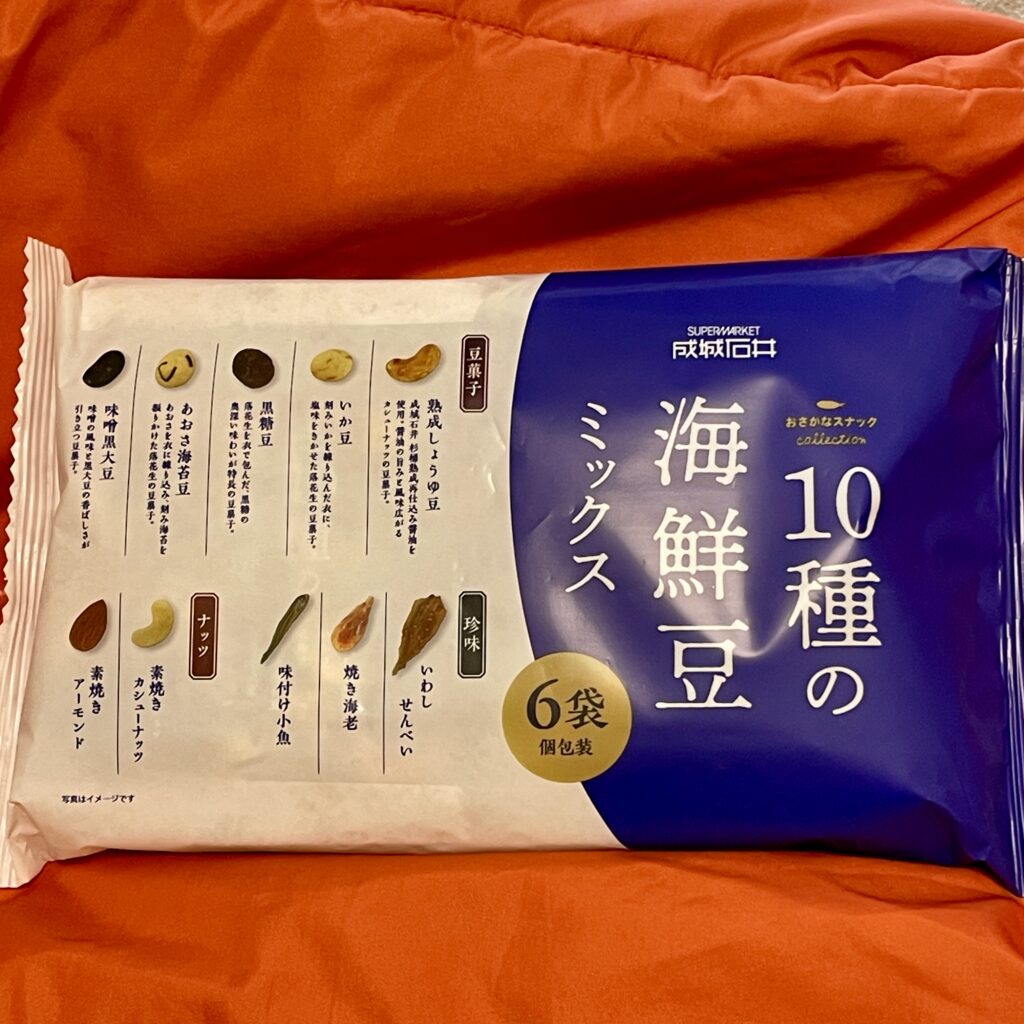 SUPERMARKET
成城石井
おさかなスナック
collection
10種の
海鮮豆
ミックス
6袋
個包装
豆菓子
熟成しょうゆ豆
成城石井 杉桶熟成再仕込み醤油を
使用。醤油の旨みと風味広がる
カシューナッツの豆菓子。
いか豆
刻みいかを練り込んだ衣に、
塩味をきかせた落花生の豆菓子。
黒糖豆
落花生を衣で包んだ、黒糖の
奥深い味わいが特長の豆菓子。
あおさ海苔豆
あおさを衣に練り込み、刻み海苔を
振りかけた落花生の豆菓子。
味噌黒大豆
味噌の風味と黒大豆の香ばしさが
引き立つ豆菓子。
珍味
いわし
せんべい
焼き海老
味付け小魚
ナッツ
素焼き
カシューナッツ
素焼き
アーモンド
写真はイメージです